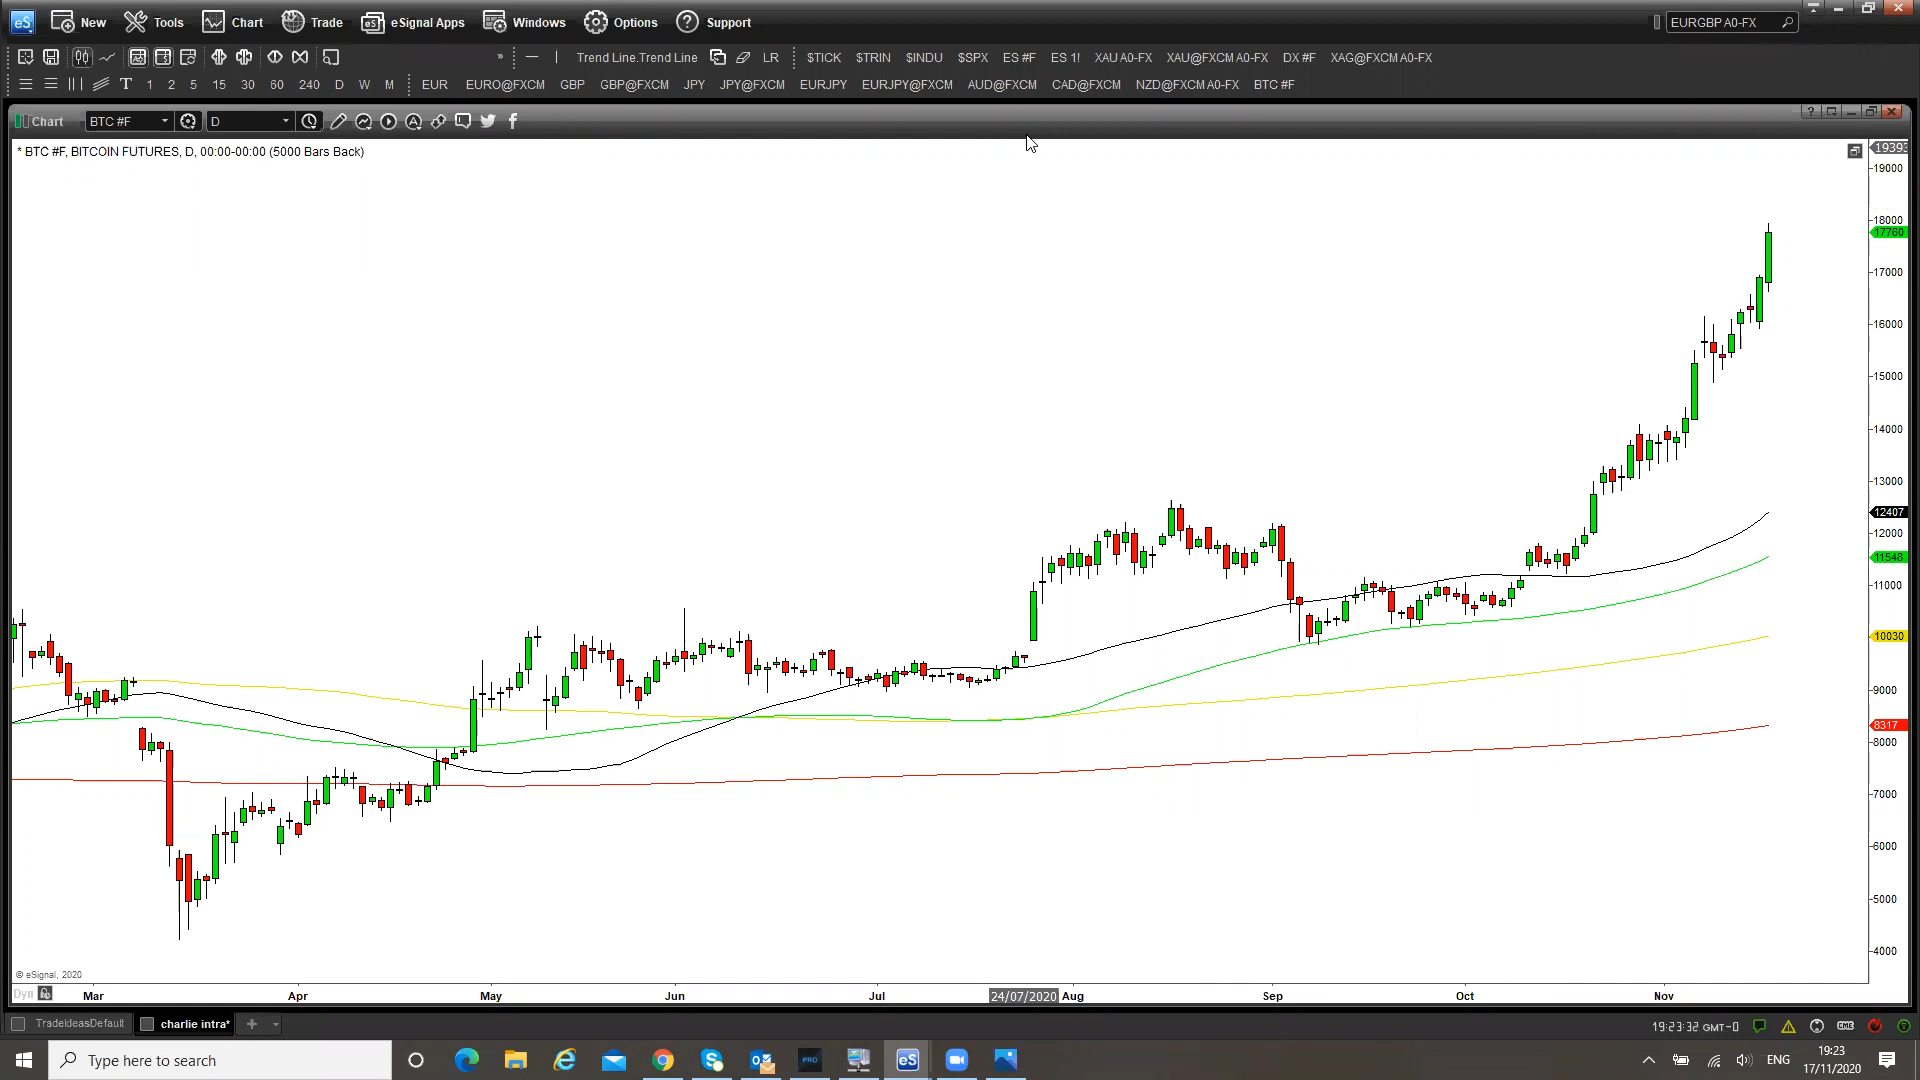 eS New Tools Chart Trade eSignal Apps Windows Options Support EURGBP A0-FX
Trend Line.Trend Line LR $TICK $TRIN $INDU $SPX ES #F ES 1! XAU A0-FX XAU@FXCM A0-FX DX #F XAG@FXCM A0-FX
T 1 2 5 15 30 60 240 D W M EUR EURO@FXCM GBP GBP@FXCM JPY JPY@FXCM EURJPY EURJPY@FXCM AUD@FXCM CAD@FXCM NZD@FXCM A0-FX BTC #F
Chart BTC #F D
* BTC #F, BITCOIN FUTURES, D, 00:00-00:00 (5000 Bars Back)
19393
19000
18000
17760
17000
16000
15000
14000
13000
12407
12000
11548
11000
10030
9000
8317
8000
7000
6000
5000
4000
© eSignal, 2020
Dyn Mar Apr May Jun Jul 24/07/2020 Aug Sep Oct Nov
TradeIdeasDefault charlie intra* 19:23:32 GMT-0 CME
Type here to search PRO eS ENG 19:23
17/11/2020